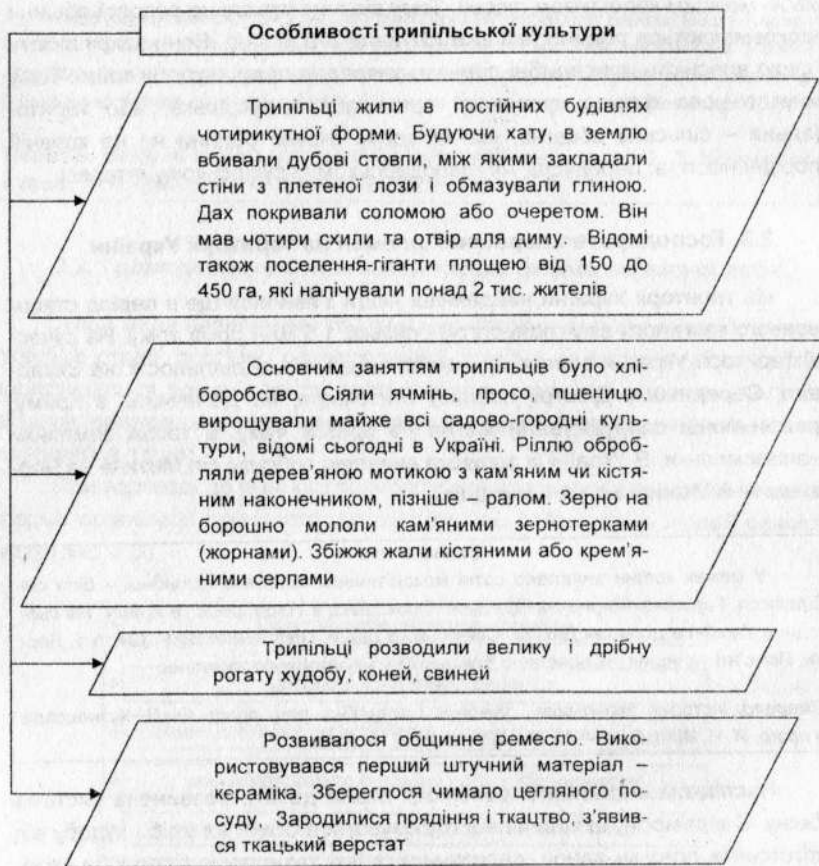 Особливості трипільської культури
Трипільці жили в постійних будівлях
чотирикутної форми. Будуючи хату, в землю
вбивали дубові стовпи, між якими закладали
стіни з плетеної лози і обмазували глиною.
Дах покривали соломою або очеретом. Він
мав чотири схили та отвір для диму. Відомі
також поселення-гіганти площею від 150 до
450 га, які налічували понад 2 тис. жителів
Основним заняттям трипільців було хлі-
боробство. Сіяли ячмінь, просо, пшеницю,
вирощували майже всі садово-городні куль-
тури, відомі сьогодні в Україні. Ріллю оброб-
ляли дерев'яною мотикою з кам'яним чи кістя-
ним наконечником, пізніше – ралом. Зерно на
борошно мололи кам'яними зернотерками
(жорнами). Збіжжя жали кістяними або крем'я-
ними серпами
Трипільці розводили велику і дрібну
рогату худобу, коней, свиней
Розвивалося общинне ремесло. Вико-
ристовувався перший штучний матеріал –
кераміка. Збереглося чимало цегляного по-
суду. Зародилися прядіння і ткацтво, з'явив-
ся ткацький верстат